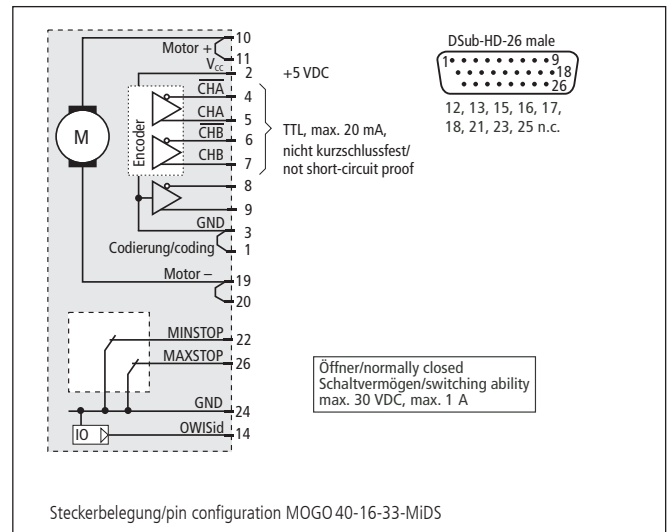 10
Motor +
11
VCC
2
+5 VDC
CHA
4
CHA
5
CHB
6
CHB
7
TTL, max. 20 mA,
nicht kurzschlussfest/
not short-circuit proof
M
Encoder
8
9
GND
3
Codierung/coding
1
Motor –
19
20
MINSTOP
22
MAXSTOP
26
GND
24
IO
OWISid
14
DSub-HD-26 male
1
9
18
26
12, 13, 15, 16, 17,
18, 21, 23, 25 n.c.
Öffner/normally closed
Schaltvermögen/switching ability
max. 30 VDC, max. 1 A
Steckerbelegung/pin configuration MOGO 40-16-33-MiDS